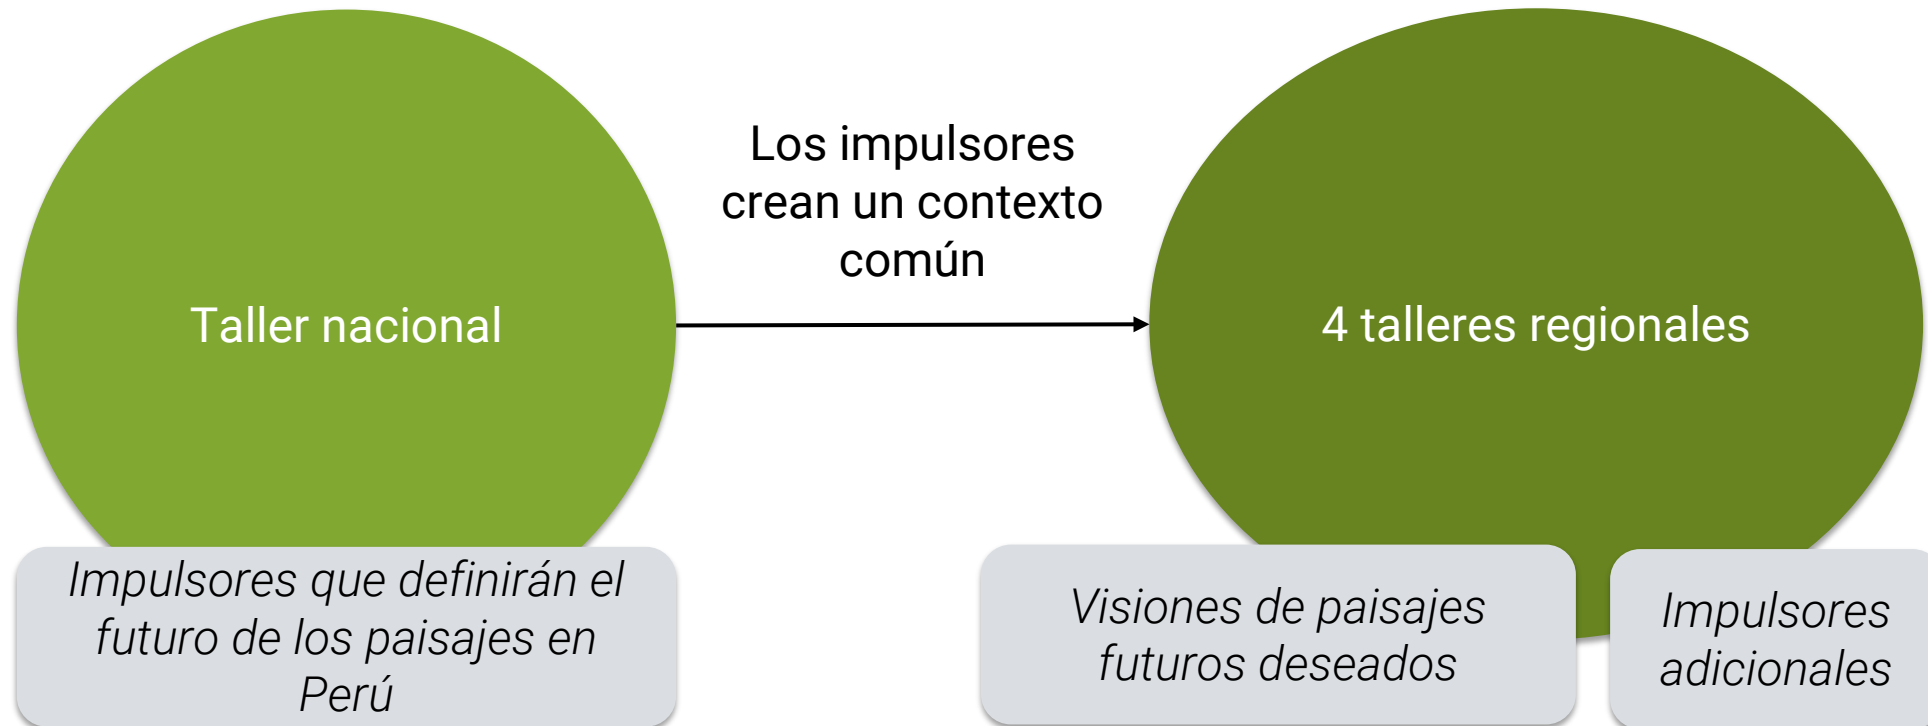 Los impulsores
crean un contexto
común
Taller nacional
4 talleres regionales
Impulsores que definirán el
futuro de los paisajes en
Perú
Visiones de paisajes
futuros deseados
Impulsores
adicionales